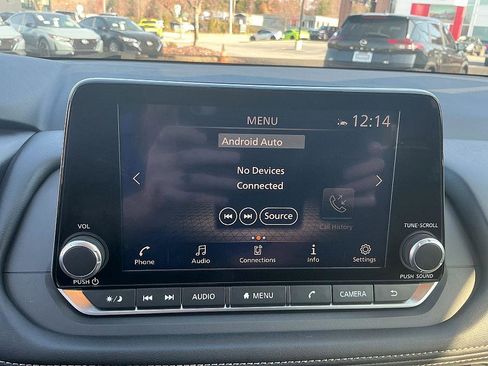 MENU
12:14
Android Auto
No Devices
Connected
Source
Call History
VOL
TUNE·SCROLL
Phone
Audio
Connections
Info
Settings
PUSH
PUSH SOUND
AUDIO
MENU
CAMERA